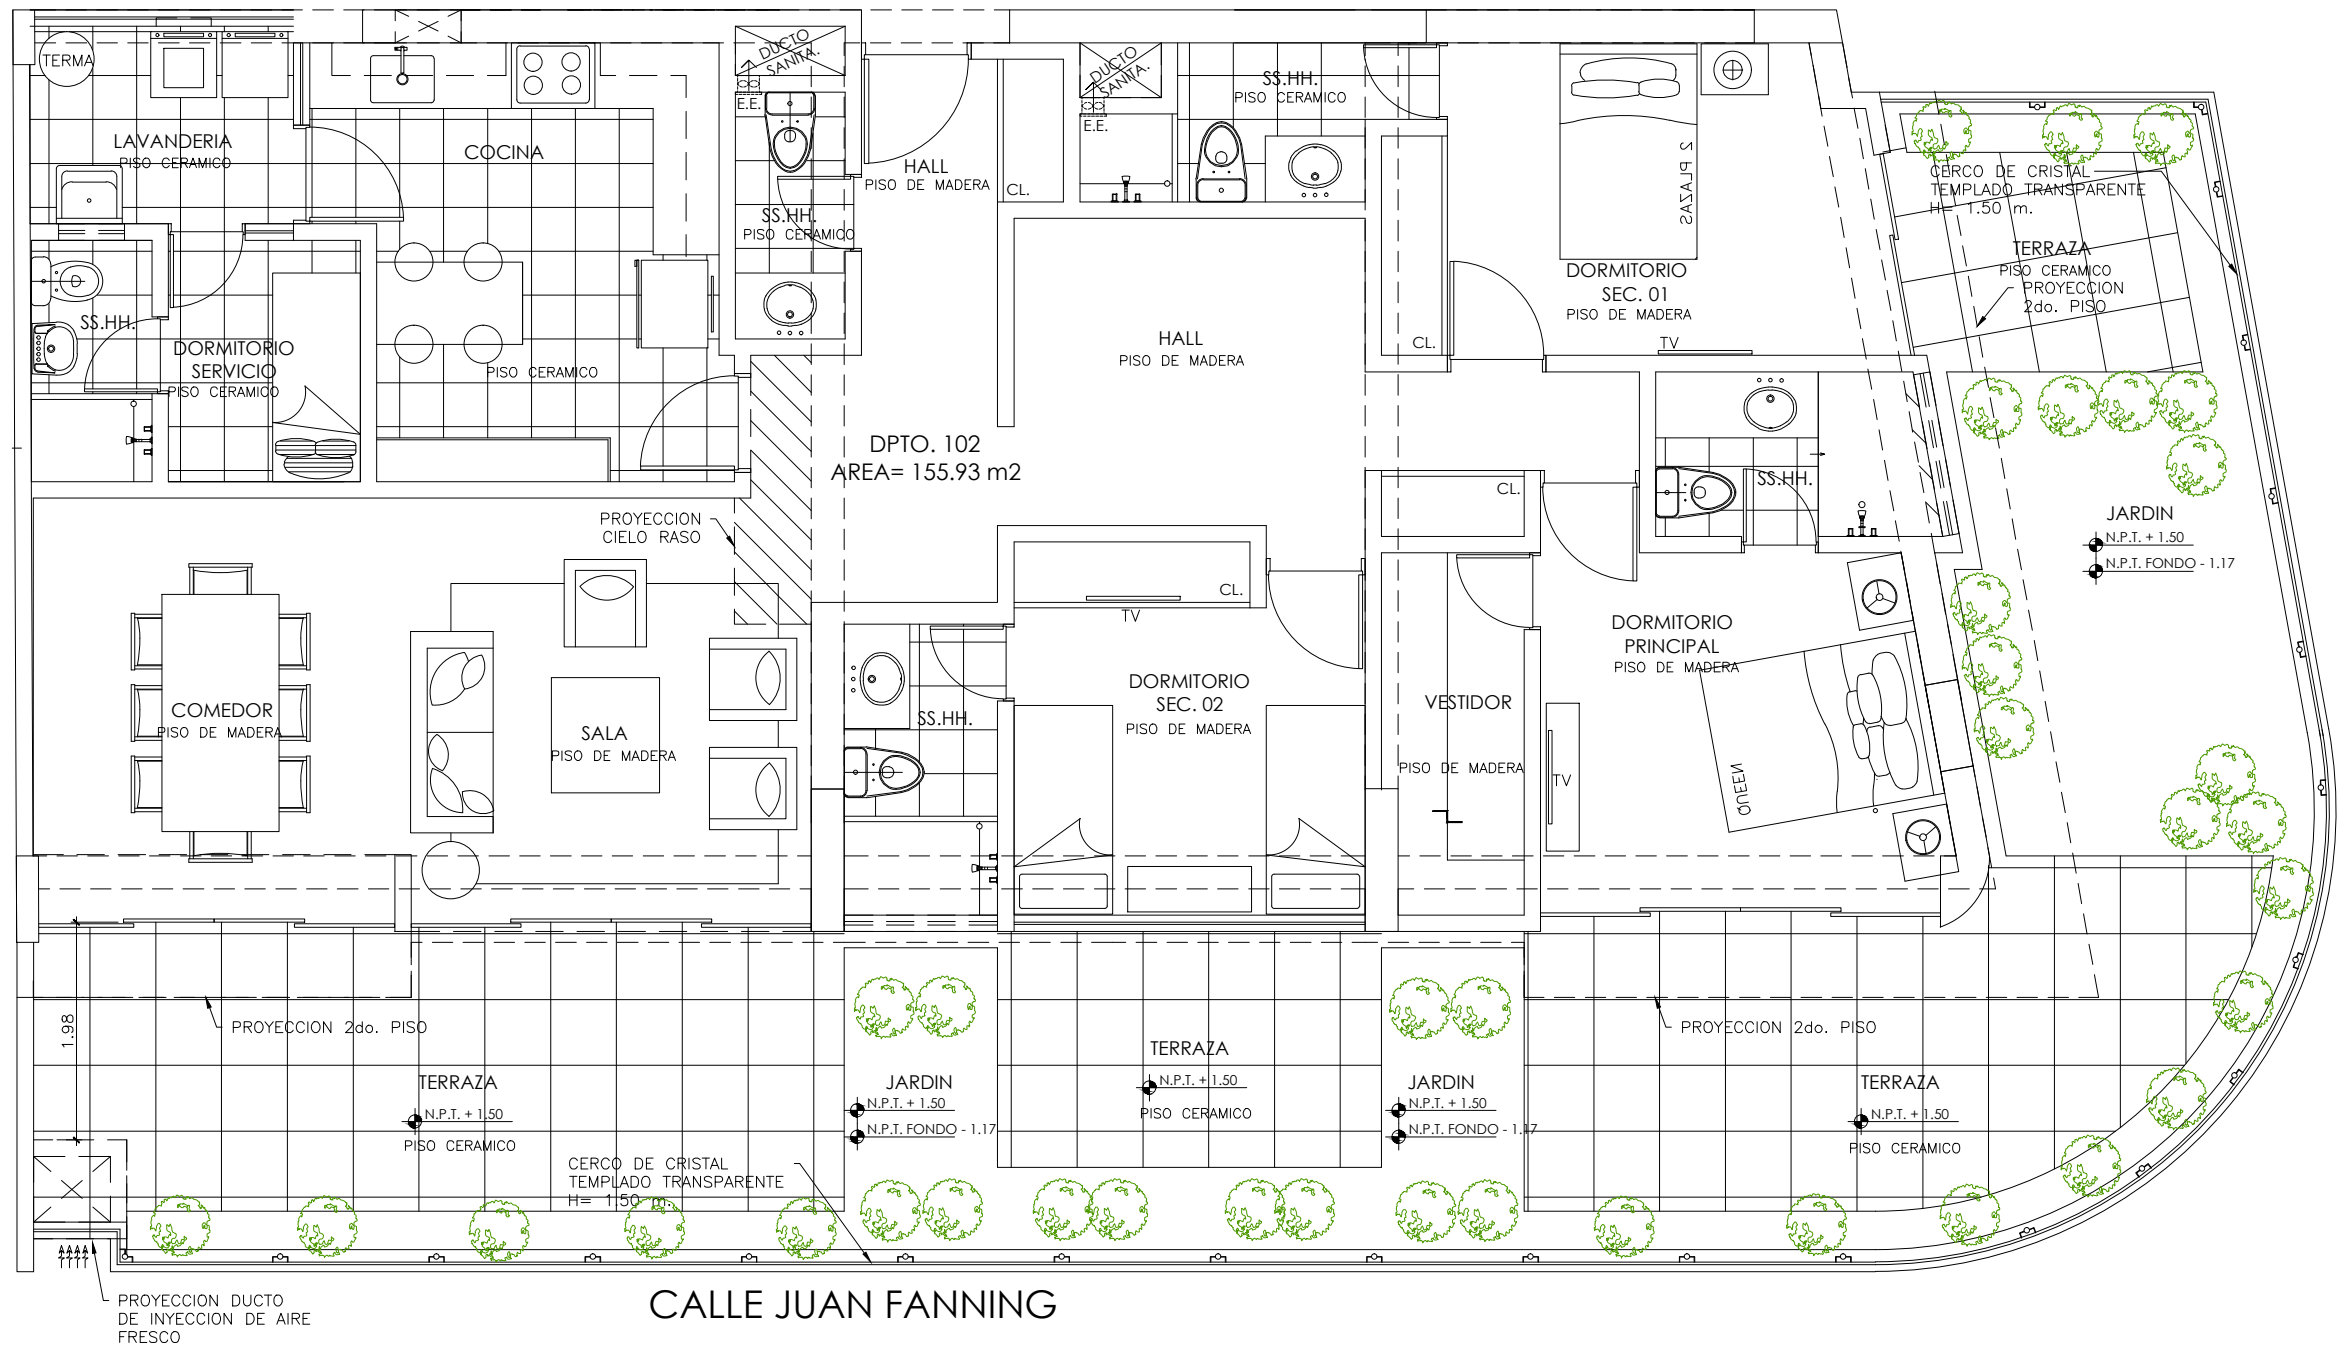 TERMA
LAVANDERIA
PISO CERAMICO
COCINA
DUCTO
SANITA.
E.E.
SS.HH.
PISO CERAMICO
HALL
PISO DE MADERA
CL.
DUCTO
SANITA.
E.E.
SS.HH.
PISO CERAMICO
2 PLAZAS
DORMITORIO
SEC. 01
PISO DE MADERA
CERCO DE CRISTAL
TEMPLADO TRANSPARENTE
H= 1.50 m.
TERRAZA
PISO CERAMICO
PROYECCION
2do. PISO
SS.HH.
DORMITORIO
SERVICIO
PISO CERAMICO
PISO CERAMICO
HALL
PISO DE MADERA
CL.
TV
DPTO. 102
AREA= 155.93 m2
CL.
SS.HH.
JARDIN
N.P.T. + 1.50
N.P.T. FONDO - 1.17
PROYECCION
CIELO RASO
CL.
TV
DORMITORIO
PRINCIPAL
PISO DE MADERA
COMEDOR
PISO DE MADERA
SALA
PISO DE MADERA
SS.HH.
DORMITORIO
SEC. 02
PISO DE MADERA
VESTIDOR
PISO DE MADERA
TV
QUEEN
1.98
PROYECCION 2do. PISO
PROYECCION 2do. PISO
TERRAZA
N.P.T. + 1.50
PISO CERAMICO
JARDIN
N.P.T. + 1.50
N.P.T. FONDO - 1.17
TERRAZA
N.P.T. + 1.50
PISO CERAMICO
JARDIN
N.P.T. + 1.50
N.P.T. FONDO - 1.17
TERRAZA
N.P.T. + 1.50
PISO CERAMICO
CERCO DE CRISTAL
TEMPLADO TRANSPARENTE
H= 1.50 m.
PROYECCION DUCTO
DE INYECCION DE AIRE
FRESCO
CALLE JUAN FANNING